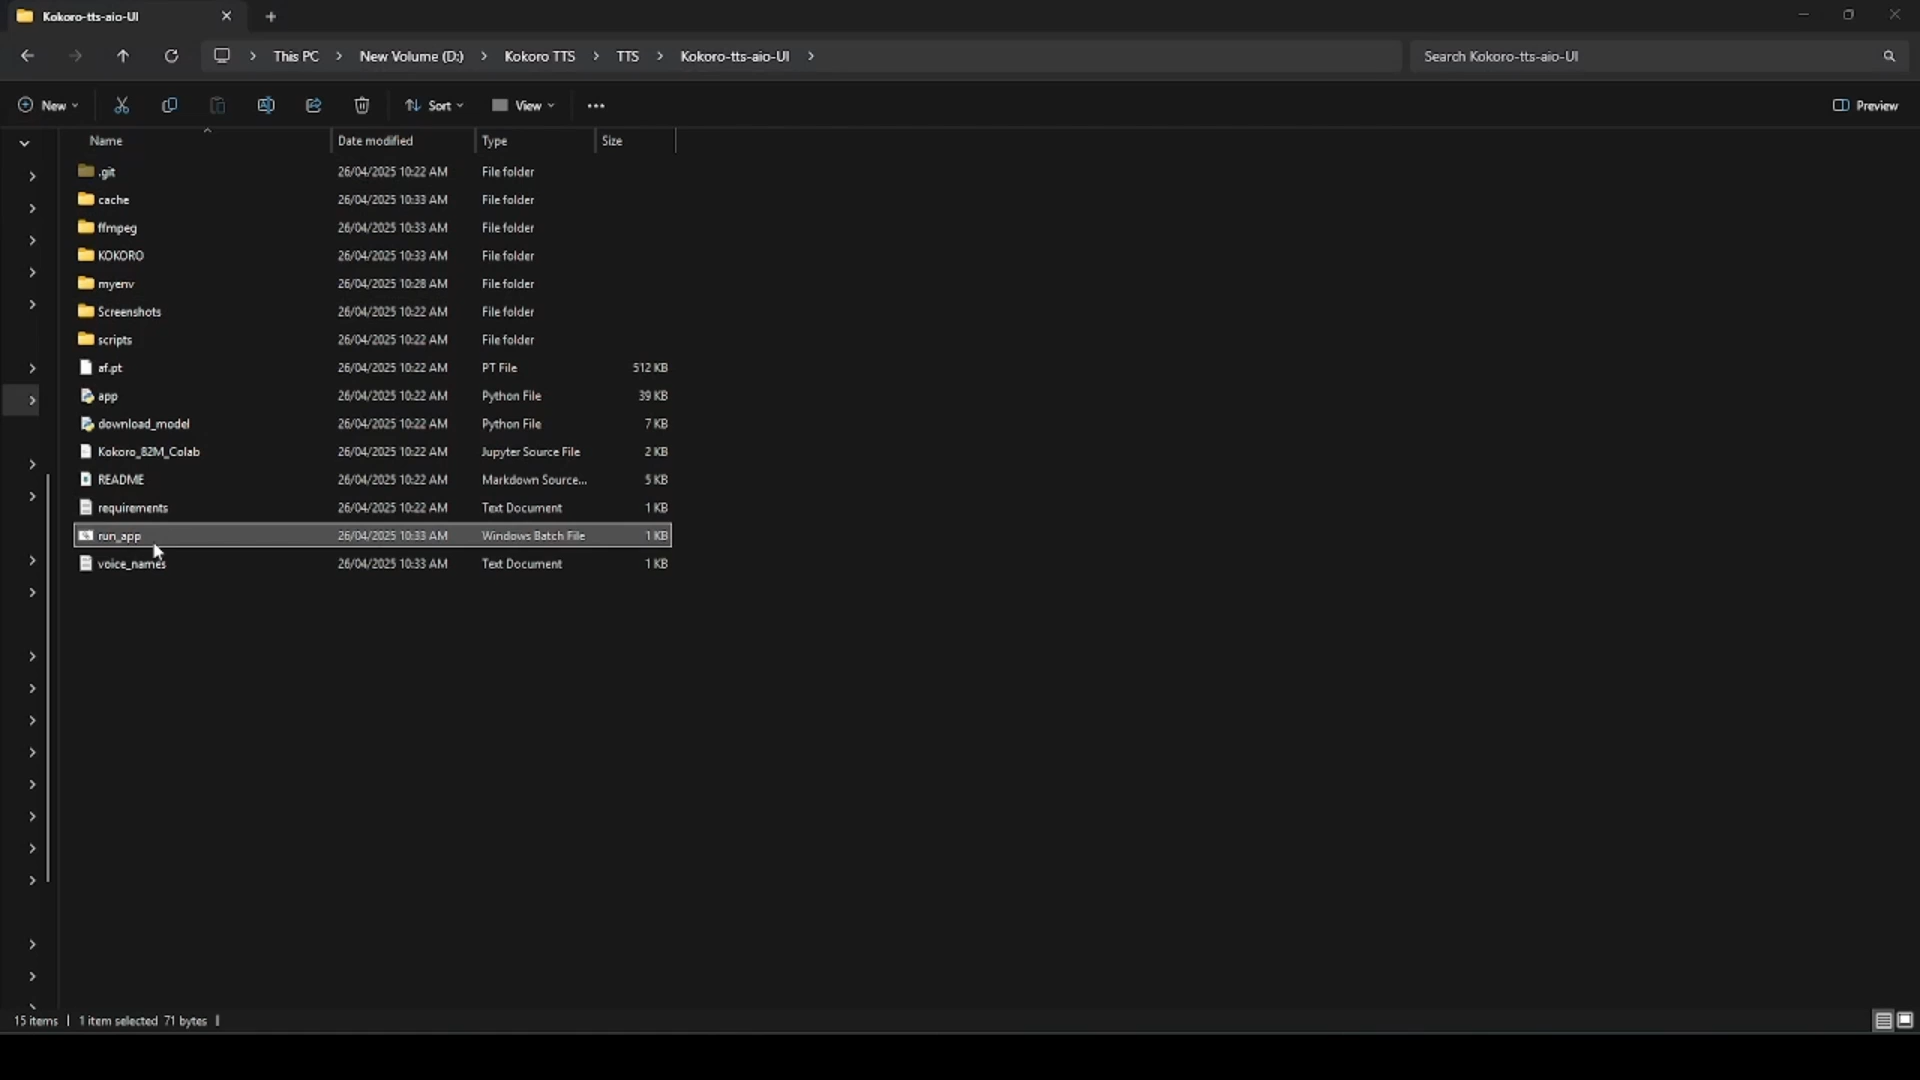 Kokoro-tts-aio-UI
This PC > New Volume (D:) > Kokoro TTS > TTS > Kokoro-tts-aio-UI >
Search Kokoro-tts-aio-UI
New Sort View ... Preview
Name Date modified Type Size
.git 26/04/2025 10:22 AM File folder
cache 26/04/2025 10:33 AM File folder
ffmpeg 26/04/2025 10:33 AM File folder
KOKORO 26/04/2025 10:33 AM File folder
myenv 26/04/2025 10:28 AM File folder
Screenshots 26/04/2025 10:22 AM File folder
scripts 26/04/2025 10:22 AM File folder
af.pt 26/04/2025 10:22 AM PT File 512 KB
app 26/04/2025 10:22 AM Python File 39 KB
download_model 26/04/2025 10:22 AM Python File 7 KB
Kokoro_82M_Colab 26/04/2025 10:22 AM Jupyter Source File 2 KB
README 26/04/2025 10:22 AM Markdown Source... 5 KB
requirements 26/04/2025 10:22 AM Text Document 1 KB
run_app 26/04/2025 10:33 AM Windows Batch File 1 KB
voice_names 26/04/2025 10:33 AM Text Document 1 KB
15 items | 1 item selected 71 bytes |